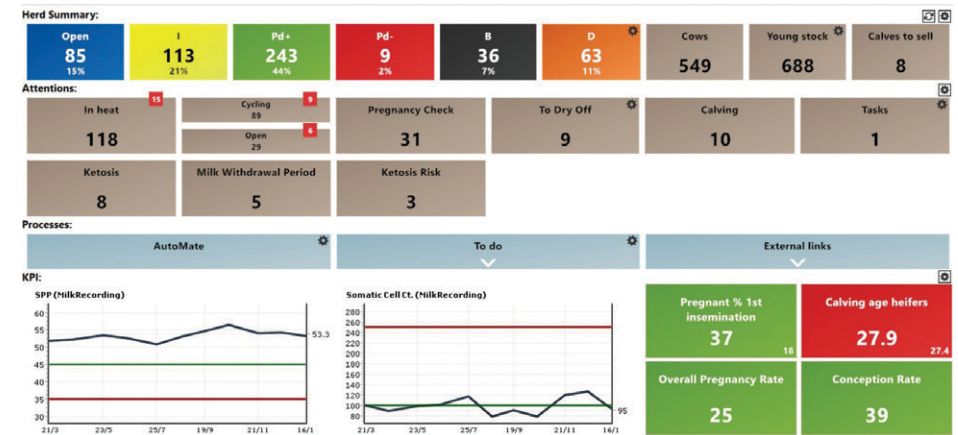 Herd Summary:
Open
85
15%
I
113
21%
Pd+
243
44%
Pd-
9
2%
B
36
7%
D
63
11%
Cows
549
Young stock
688
Calves to sell
8
Attentions:
In heat
15
118
Cycling
9
89
Open
6
29
Pregnancy Check
31
To Dry Off
9
Calving
10
Tasks
1
Ketosis
8
Milk Withdrawal Period
5
Ketosis Risk
3
Processes:
AutoMate
To do
External links
KPI:
SPP (MilkRecording)
60
55
50
45
40
35
30
53.3
21/3 23/5 25/7 19/9 21/11 16/1
Somatic Cell Ct. (MilkRecording)
280
260
240
220
200
180
160
140
120
100
80
95
21/3 23/5 25/7 19/9 21/11 16/1
Pregnant % 1st
insemination
37
18
Calving age heifers
27.9
27.4
Overall Pregnancy Rate
25
Conception Rate
39